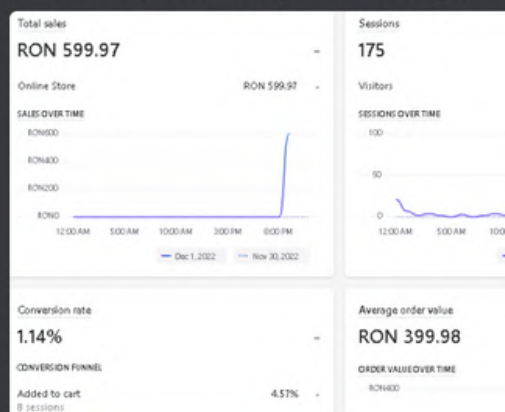 Total sales
RON 599.97
-
Online Store RON 599.97 -
SALES OVER TIME
RON600
RON400
RON200
RON0
12:00 AM 5:00 AM 10:00 AM 3:00 PM 8:00 PM
Dec 1, 2022 Nov 30, 2022
Sessions
175
Visitors
SESSIONS OVER TIME
100
50
0
12:00 AM 5:00 AM 10:0
Conversion rate
1.14%
-
CONVERSION FUNNEL
Added to cart 4.57% -
8 sessions
Average order value
RON 399.98
ORDER VALUE OVER TIME
RON400